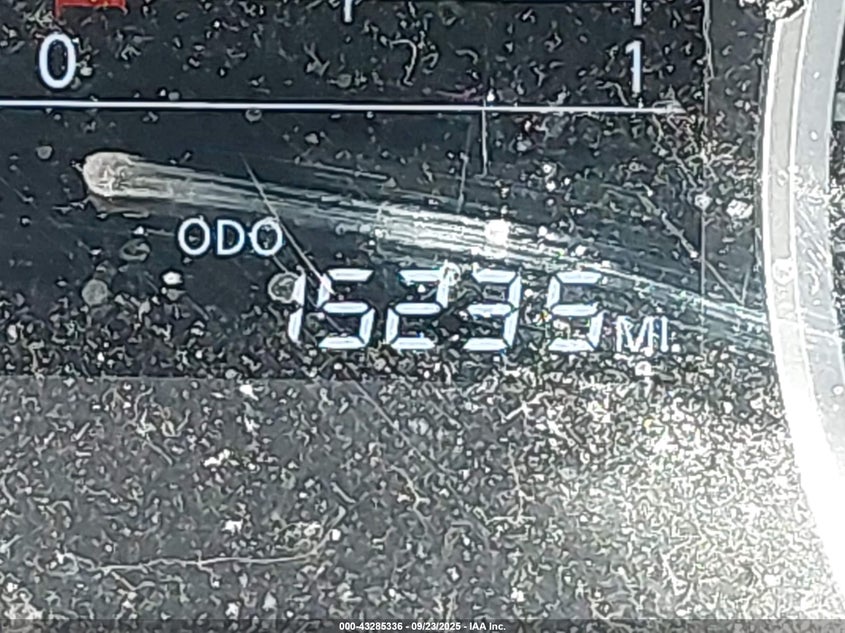 0 1
ODO
15235 MI.
000-43285336 - 09/23/2025 - IAA Inc.